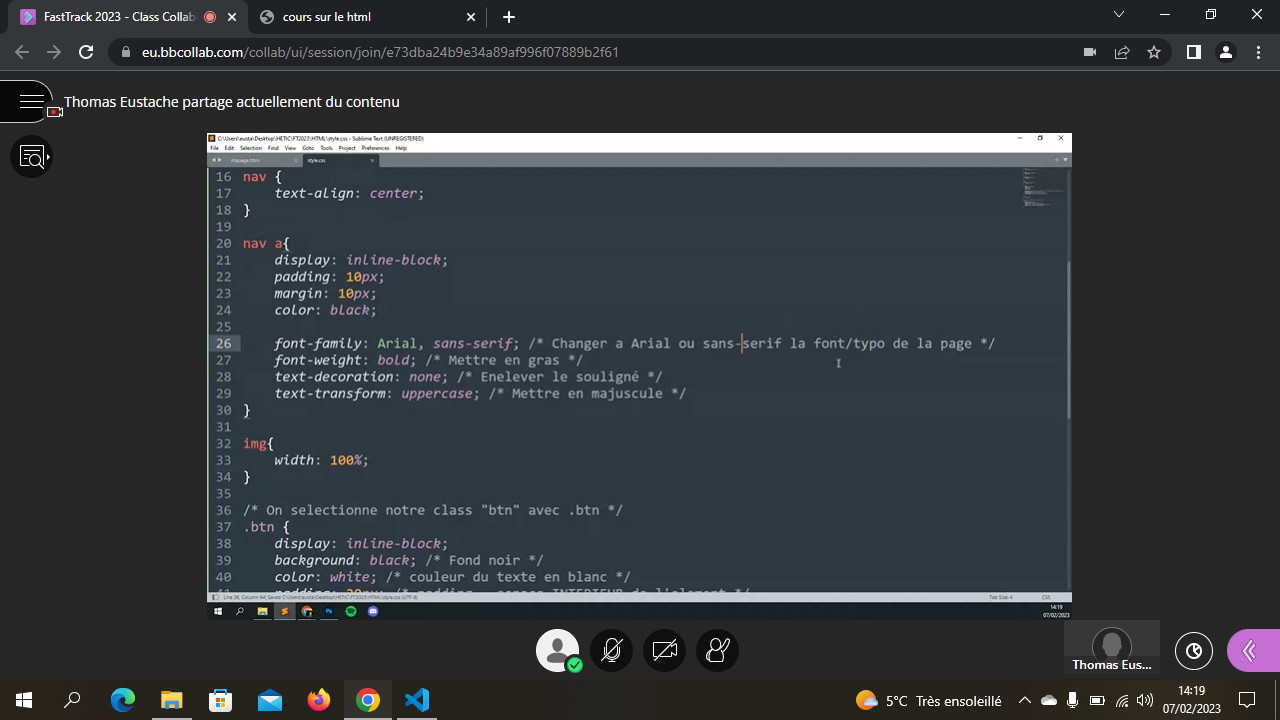 FastTrack 2023 - Class Collab
cours sur le html
eu.bbcollab.com/collab/ui/session/join/e73dba24b9e34a89af996f07889b2f61
Thomas Eustache partage actuellement du contenu
C:\Users\eusta\Desktop\HETIC\FT2023\HTML\style.css - Sublime Text (UNREGISTERED)
File Edit Selection Find View Goto Tools Project Preferences Help
mapage.html style.css
16 nav {
17 text-align: center;
18 }
19
20 nav a{
21 display: inline-block;
22 padding: 10px;
23 margin: 10px;
24 color: black;
25
26 font-family: Arial, sans-serif; /* Changer a Arial ou sans-serif la font/typo de la page */
27 font-weight: bold; /* Mettre en gras */
28 text-decoration: none; /* Enelever le souligné */
29 text-transform: uppercase; /* Mettre en majuscule */
30 }
31
32 img{
33 width: 100%;
34 }
35
36 /* On selectionne notre class "btn" avec .btn */
37 .btn {
38 display: inline-block;
39 background: black; /* Fond noir */
40 color: white; /* couleur du texte en blanc */
Line 26, Column 64; Saved C:\Users\eusta\Desktop\HETIC\FT2023\HTML\style.css (UTF-8) Tab Size: 4 CSS
14:19
07/02/2023
Thomas Eus...
5°C Très ensoleillé
14:19
07/02/2023